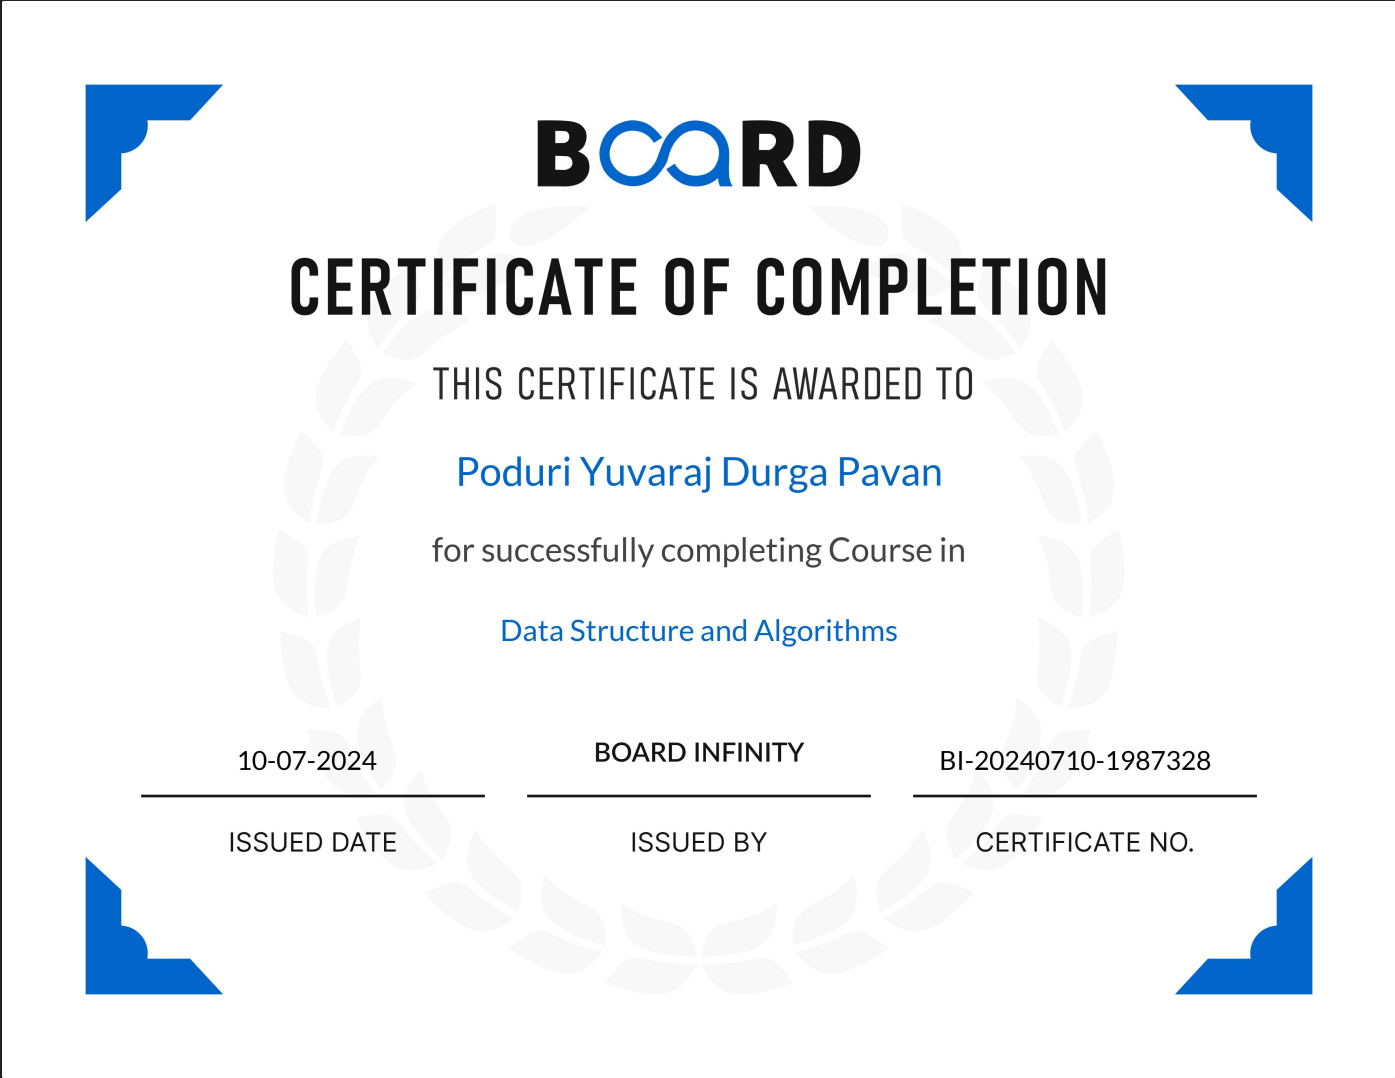 BOARD
CERTIFICATE OF COMPLETION
THIS CERTIFICATE IS AWARDED TO
Poduri Yuvaraj Durga Pavan
for successfully completing Course in
Data Structure and Algorithms
10-07-2024
ISSUED DATE
BOARD INFINITY
ISSUED BY
BI-20240710-1987328
CERTIFICATE NO.